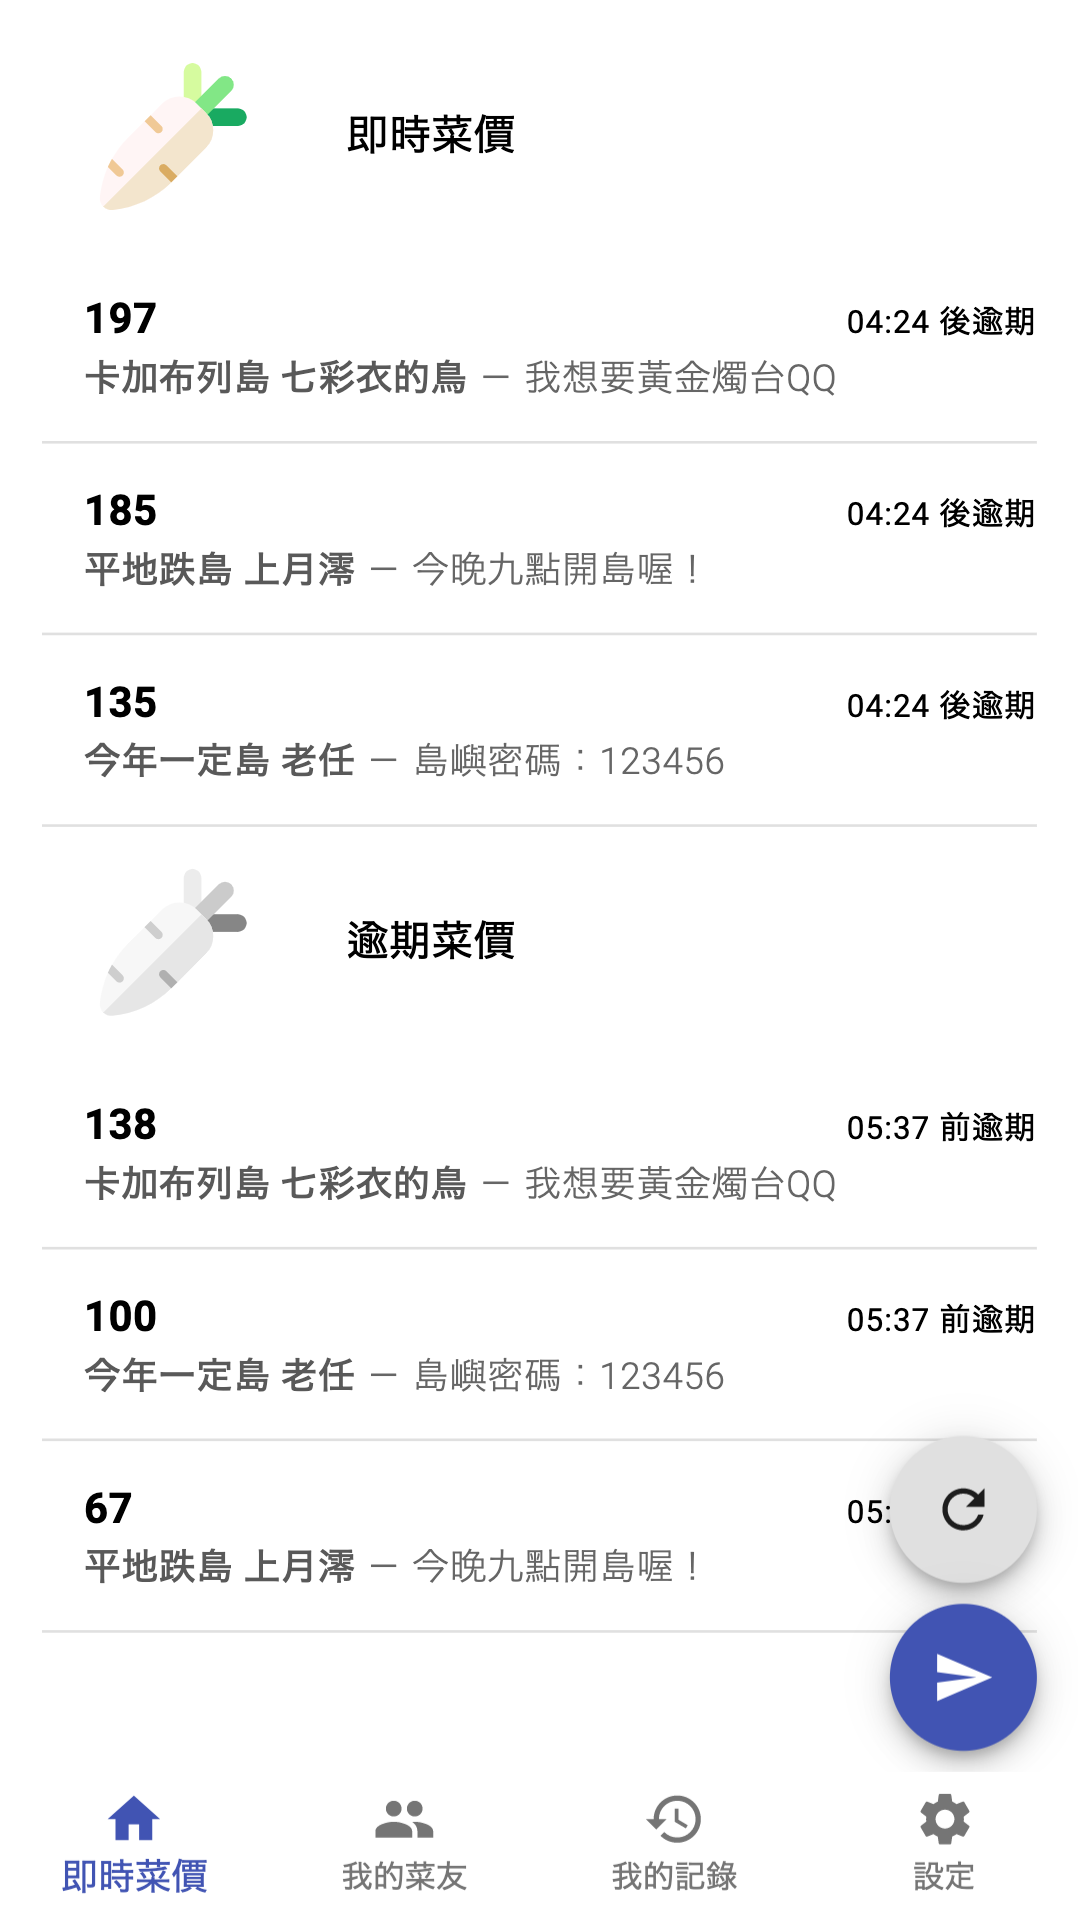 即時菜價
197
04:24 後逾期
卡加布列島 七彩衣的鳥 — 我想要黃金燭台QQ
185
04:24 後逾期
平地跌島 上月澪 — 今晚九點開島喔！
135
04:24 後逾期
今年一定島 老任 — 島嶼密碼：123456
逾期菜價
138
05:37 前逾期
卡加布列島 七彩衣的鳥 — 我想要黃金燭台QQ
100
05:37 前逾期
今年一定島 老任 — 島嶼密碼：123456
67
05:
平地跌島 上月澪 — 今晚九點開島喔！
即時菜價
我的菜友
我的記錄
設定